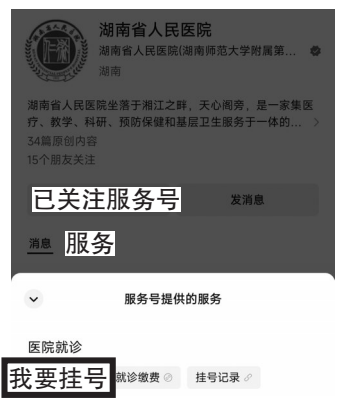 湖南省人民医院
湖南省人民医院(湖南师范大学附属第...
湖南
湖南省人民医院坐落于湘江之畔，天心阁旁，是一家集医
疗、教学、科研、预防保健和基层卫生服务于一体的...
34篇原创内容
15个朋友关注
已关注服务号 发消息
消息 服务
服务号提供的服务
医院就诊
我要挂号 就诊缴费 挂号记录